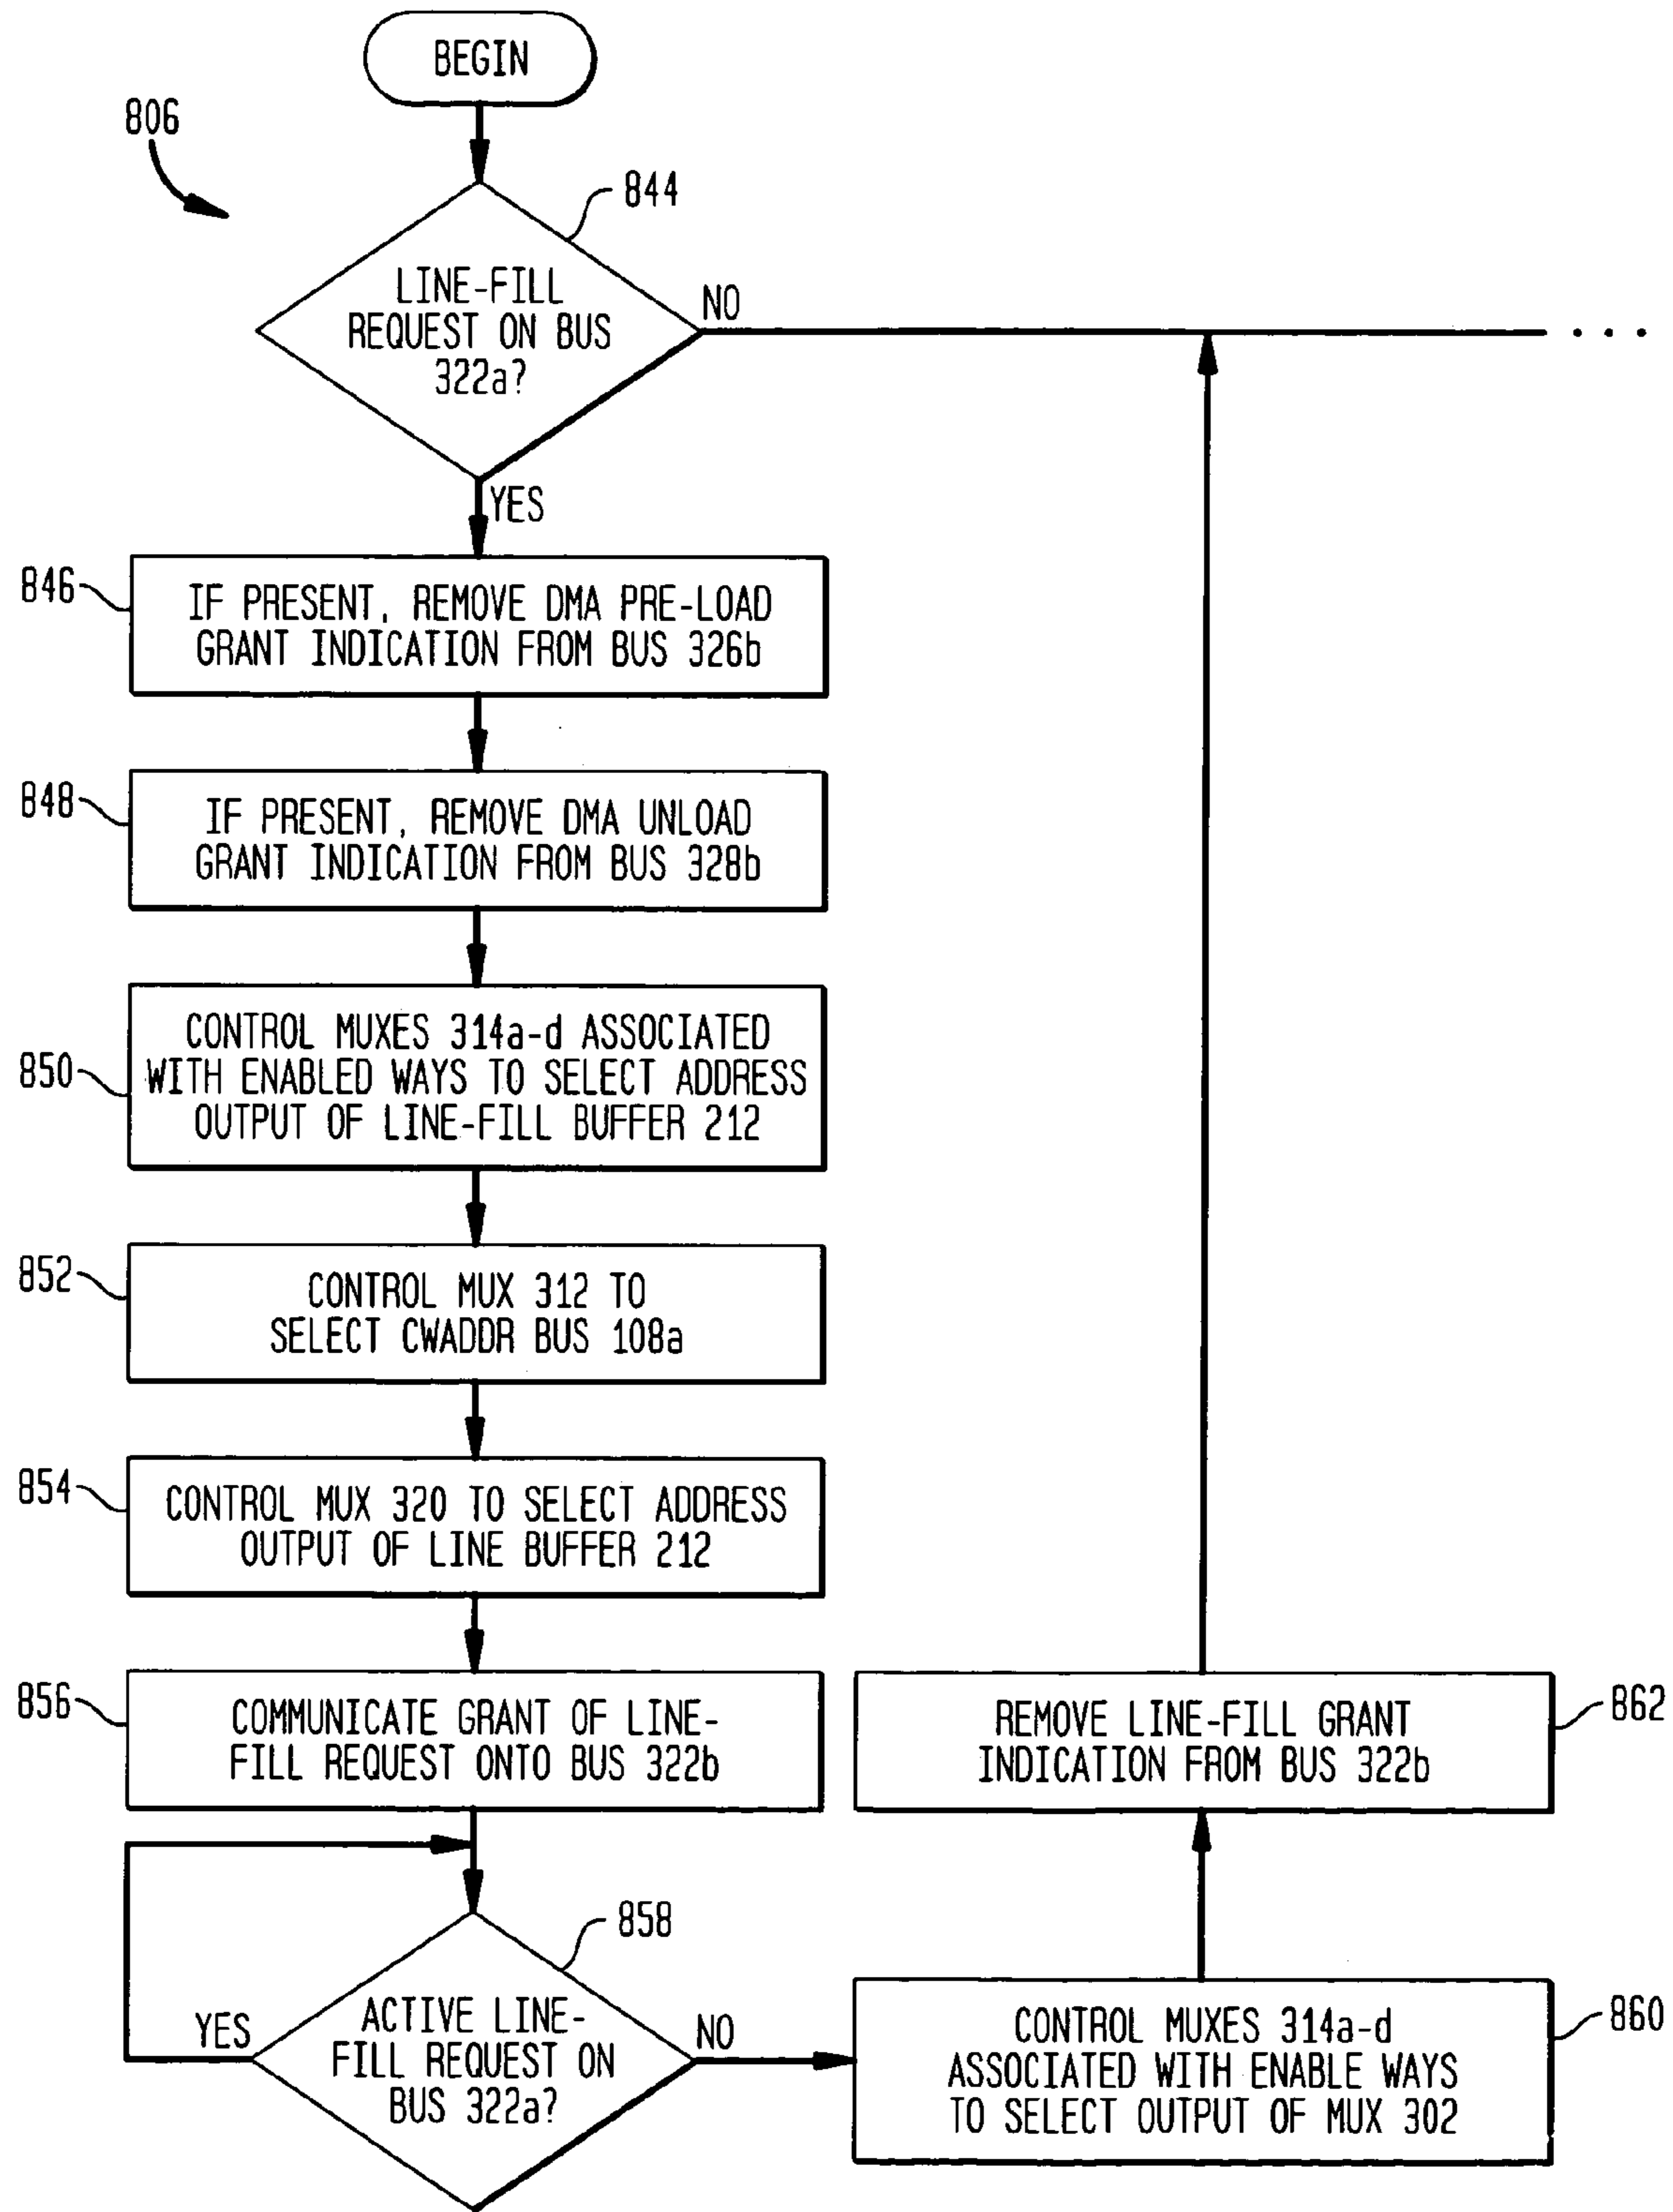 BEGIN
806
844
LINE-FILL
REQUEST ON BUS
322a?
NO
. . .
YES
846
IF PRESENT, REMOVE DMA PRE-LOAD
GRANT INDICATION FROM BUS 326b
848
IF PRESENT, REMOVE DMA UNLOAD
GRANT INDICATION FROM BUS 328b
850
CONTROL MUXES 314a-d ASSOCIATED
WITH ENABLED WAYS TO SELECT ADDRESS
OUTPUT OF LINE-FILL BUFFER 212
852
CONTROL MUX 312 TO
SELECT CWADDR BUS 108a
854
CONTROL MUX 320 TO SELECT ADDRESS
OUTPUT OF LINE BUFFER 212
856
COMMUNICATE GRANT OF LINE-
FILL REQUEST ONTO BUS 322b
858
ACTIVE LINE-
FILL REQUEST ON
BUS 322a?
YES
NO
860
CONTROL MUXES 314a-d
ASSOCIATED WITH ENABLE WAYS
TO SELECT OUTPUT OF MUX 302
862
REMOVE LINE-FILL GRANT
INDICATION FROM BUS 322b